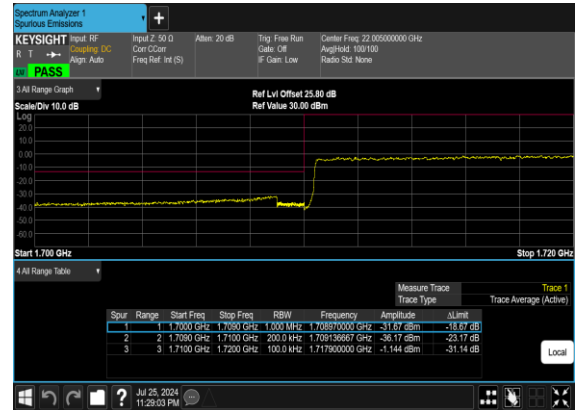 Spectrum Analyzer 1
Spurious Emissions
+
KEYSIGHT Input: RF Input Z: 50 Ω Atten: 20 dB Trig: Free Run Center Freq: 22.005000000 GHz
R T Coupling: DC Corr CCorr Gate: Off Avg|Hold: 100/100
Align: Auto Freq Ref: Int (S) IF Gain: Low Radio Std: None
PASS
3 All Range Graph
Ref Lvl Offset 25.80 dB
Scale/Div 10.0 dB Ref Value 30.00 dBm
Log
20.0
10.0
0.00
-10.0
-20.0
-30.0
-40.0
-50.0
-60.0
Start 1.700 GHz Stop 1.720 GHz
4 All Range Table
Measure Trace Trace 1
Trace Type Trace Average (Active)
Spur Range Start Freq Stop Freq RBW Frequency Amplitude ΔLimit
1 1 1.7000 GHz 1.7090 GHz 1.000 MHz 1.708970000 GHz -31.67 dBm -18.67 dB
2 2 1.7090 GHz 1.7100 GHz 200.0 kHz 1.709136667 GHz -36.17 dBm -23.17 dB
3 3 1.7100 GHz 1.7200 GHz 100.0 kHz 1.717900000 GHz -1.144 dBm -31.14 dB
Local
? Jul 25, 2024
11:29:03 PM